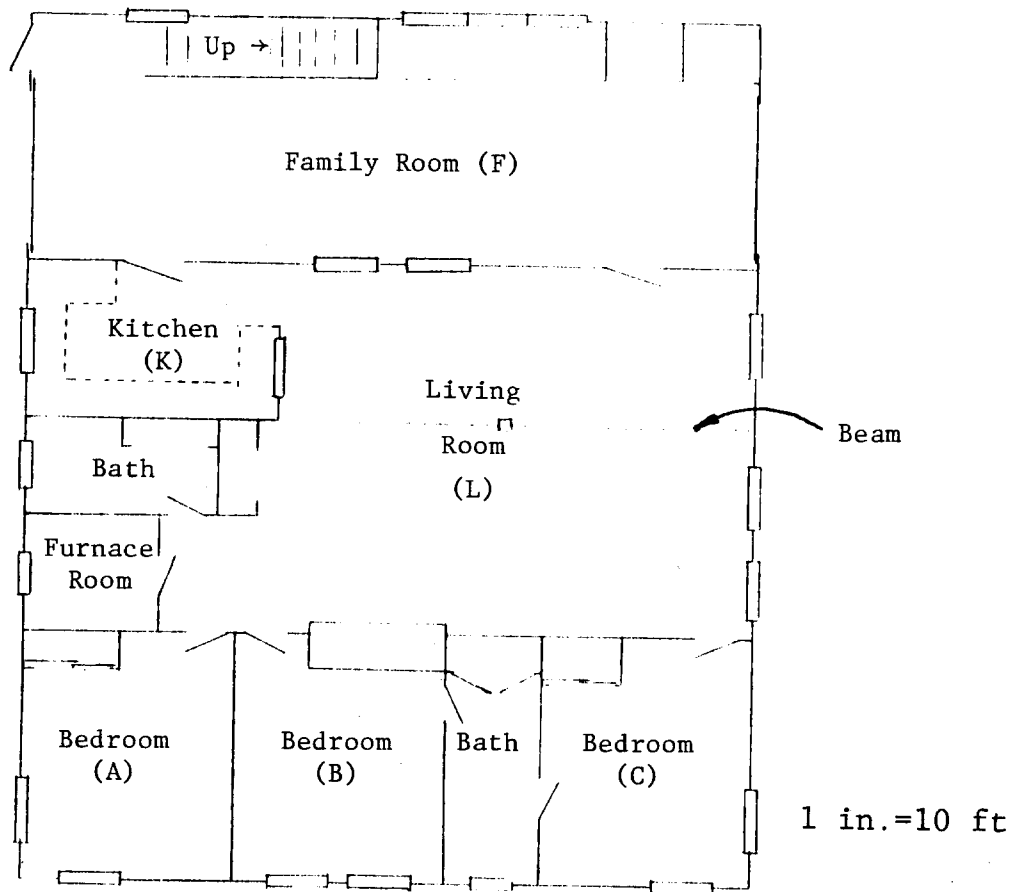 Up →
Family Room (F)
Kitchen
(K)
Living
Room
(L)
Beam
Bath
Furnace
Room
Bedroom
(A)
Bedroom
(B)
Bath
Bedroom
(C)
1 in.=10 ft